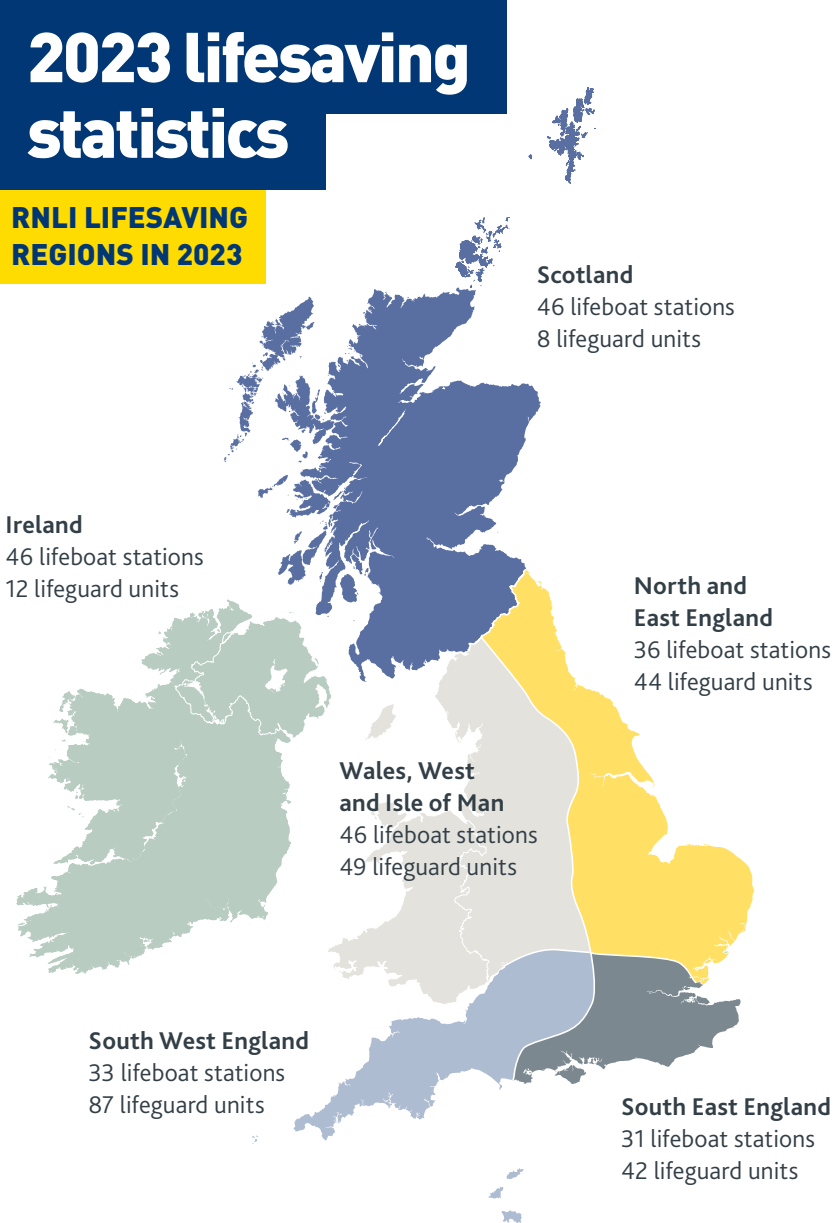 2023 lifesaving
statistics
RNLI LIFESAVING
REGIONS IN 2023
Scotland
46 lifeboat stations
8 lifeguard units
Ireland
46 lifeboat stations
12 lifeguard units
North and
East England
36 lifeboat stations
44 lifeguard units
Wales, West
and Isle of Man
46 lifeboat stations
49 lifeguard units
South West England
33 lifeboat stations
87 lifeguard units
South East England
31 lifeboat stations
42 lifeguard units